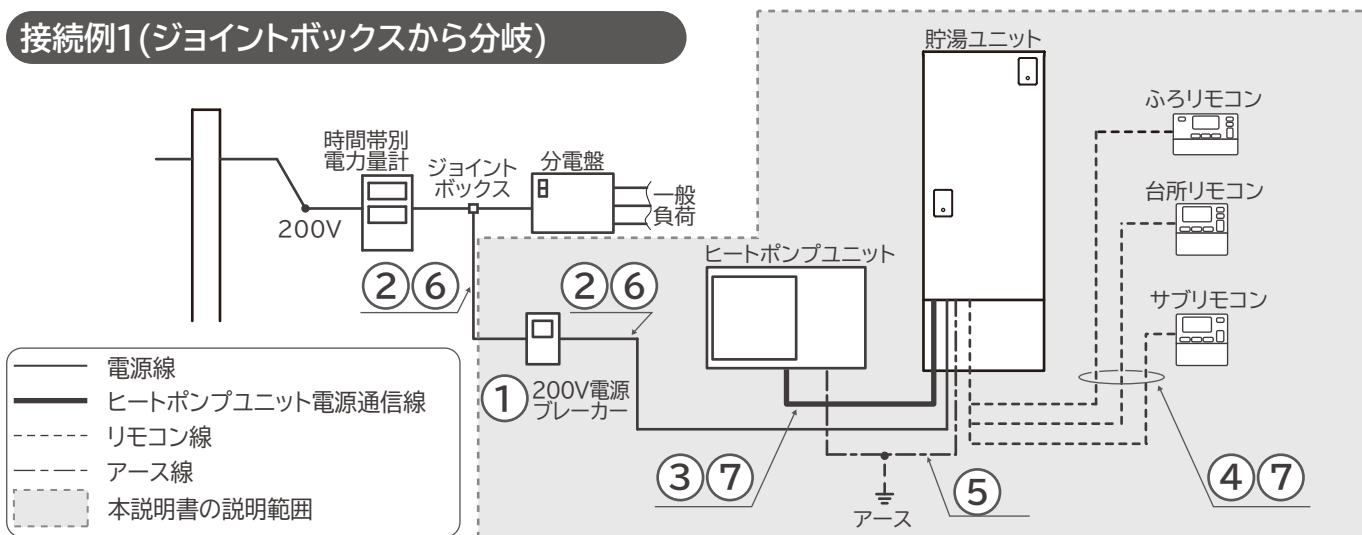 接続例1(ジョイントボックスから分岐)
貯湯ユニット
ふろリモコン
時間帯別
電力量計
ジョイント
ボックス
分電盤
一般
負荷
200V
台所リモコン
ヒートポンプユニット
②⑥
②⑥
サブリモコン
電源線
ヒートポンプユニット電源通信線
リモコン線
アース線
本説明書の説明範囲
① 200V電源
ブレーカー
③⑦
アース
⑤
④⑦